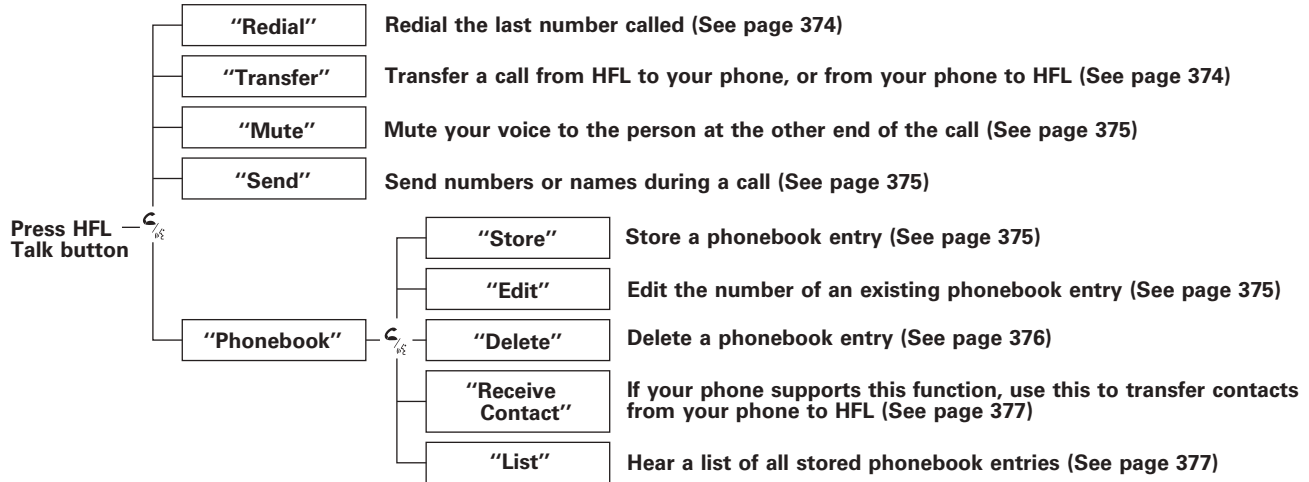 "Redial" Redial the last number called (See page 374)
"Transfer" Transfer a call from HFL to your phone, or from your phone to HFL (See page 374)
"Mute" Mute your voice to the person at the other end of the call (See page 375)
"Send" Send numbers or names during a call (See page 375)
Press HFL
Talk button
"Phonebook"
"Store" Store a phonebook entry (See page 375)
"Edit" Edit the number of an existing phonebook entry (See page 375)
"Delete" Delete a phonebook entry (See page 376)
"Receive
Contact"
If your phone supports this function, use this to transfer contacts
from your phone to HFL (See page 377)
"List" Hear a list of all stored phonebook entries (See page 377)